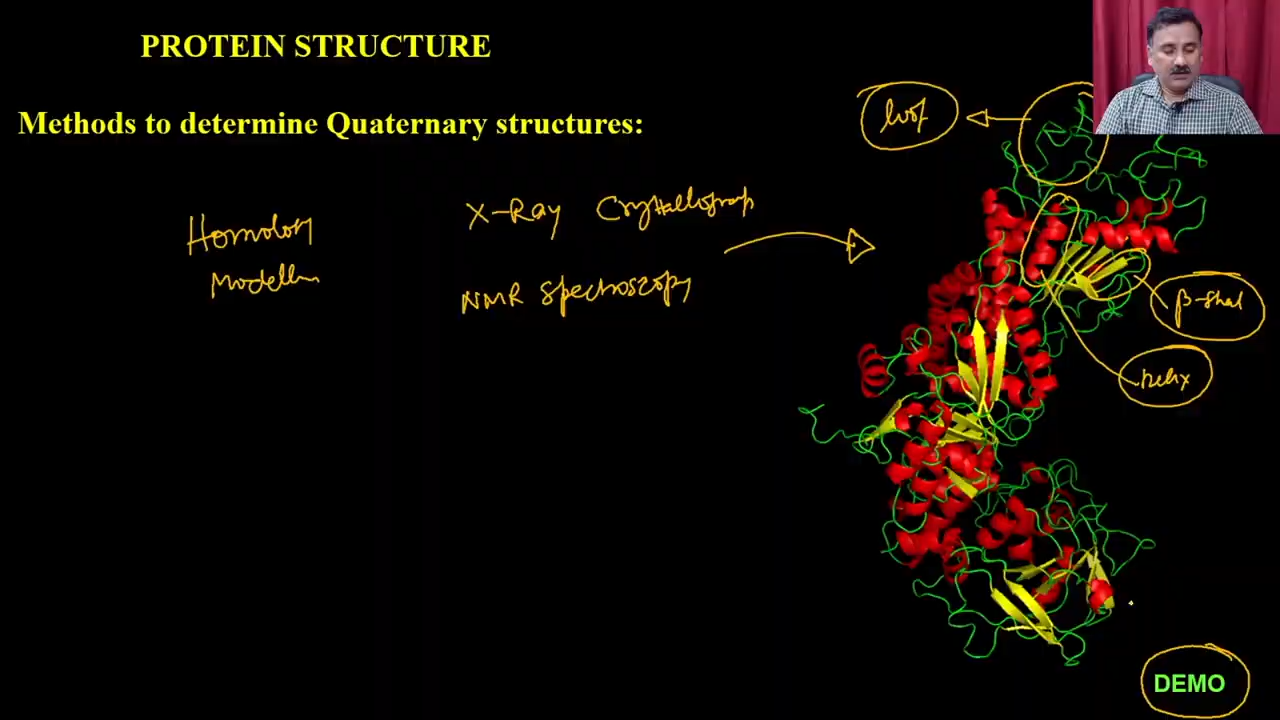 PROTEIN STRUCTURE
Methods to determine Quaternary structures:
Homology
Modelling
X-Ray Crystallography
NMR Spectroscopy
loop
β-sheet
helix
DEMO